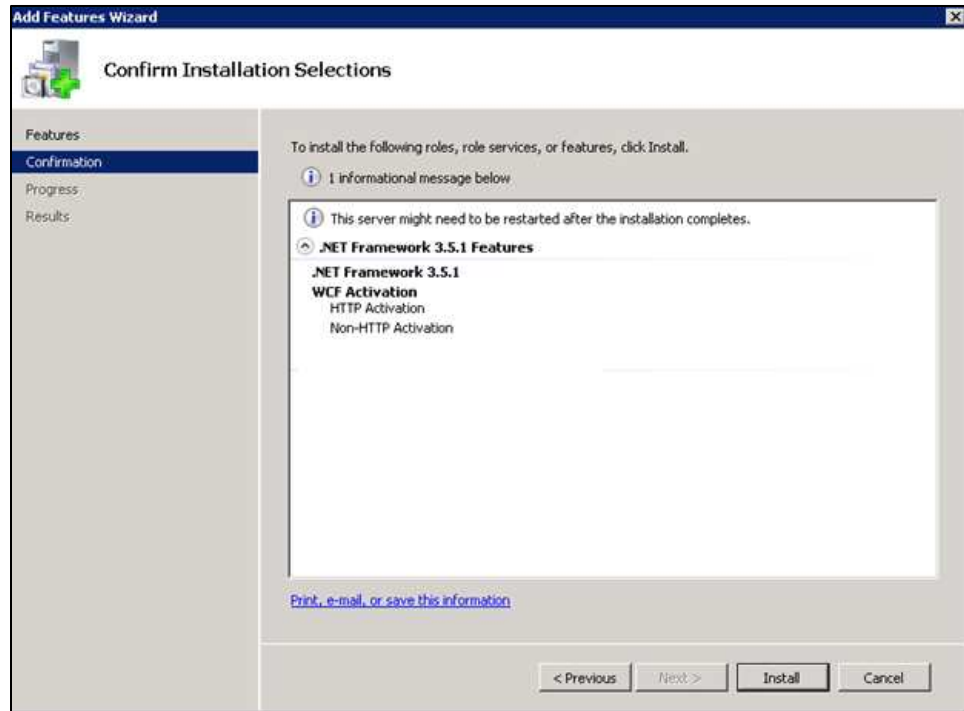 Add Features Wizard
Confirm Installation Selections
Features
Confirmation
Progress
Results
To install the following roles, role services, or features, click Install.
1 informational message below
This server might need to be restarted after the installation completes.
.NET Framework 3.5.1 Features
.NET Framework 3.5.1
WCF Activation
HTTP Activation
Non-HTTP Activation
Print, e-mail, or save this information
< Previous
Next >
Install
Cancel